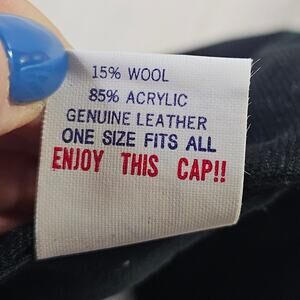 15% WOOL
85% ACRYLIC
GENUINE LEATHER
ONE SIZE FITS ALL
ENJOY THIS CAP!!